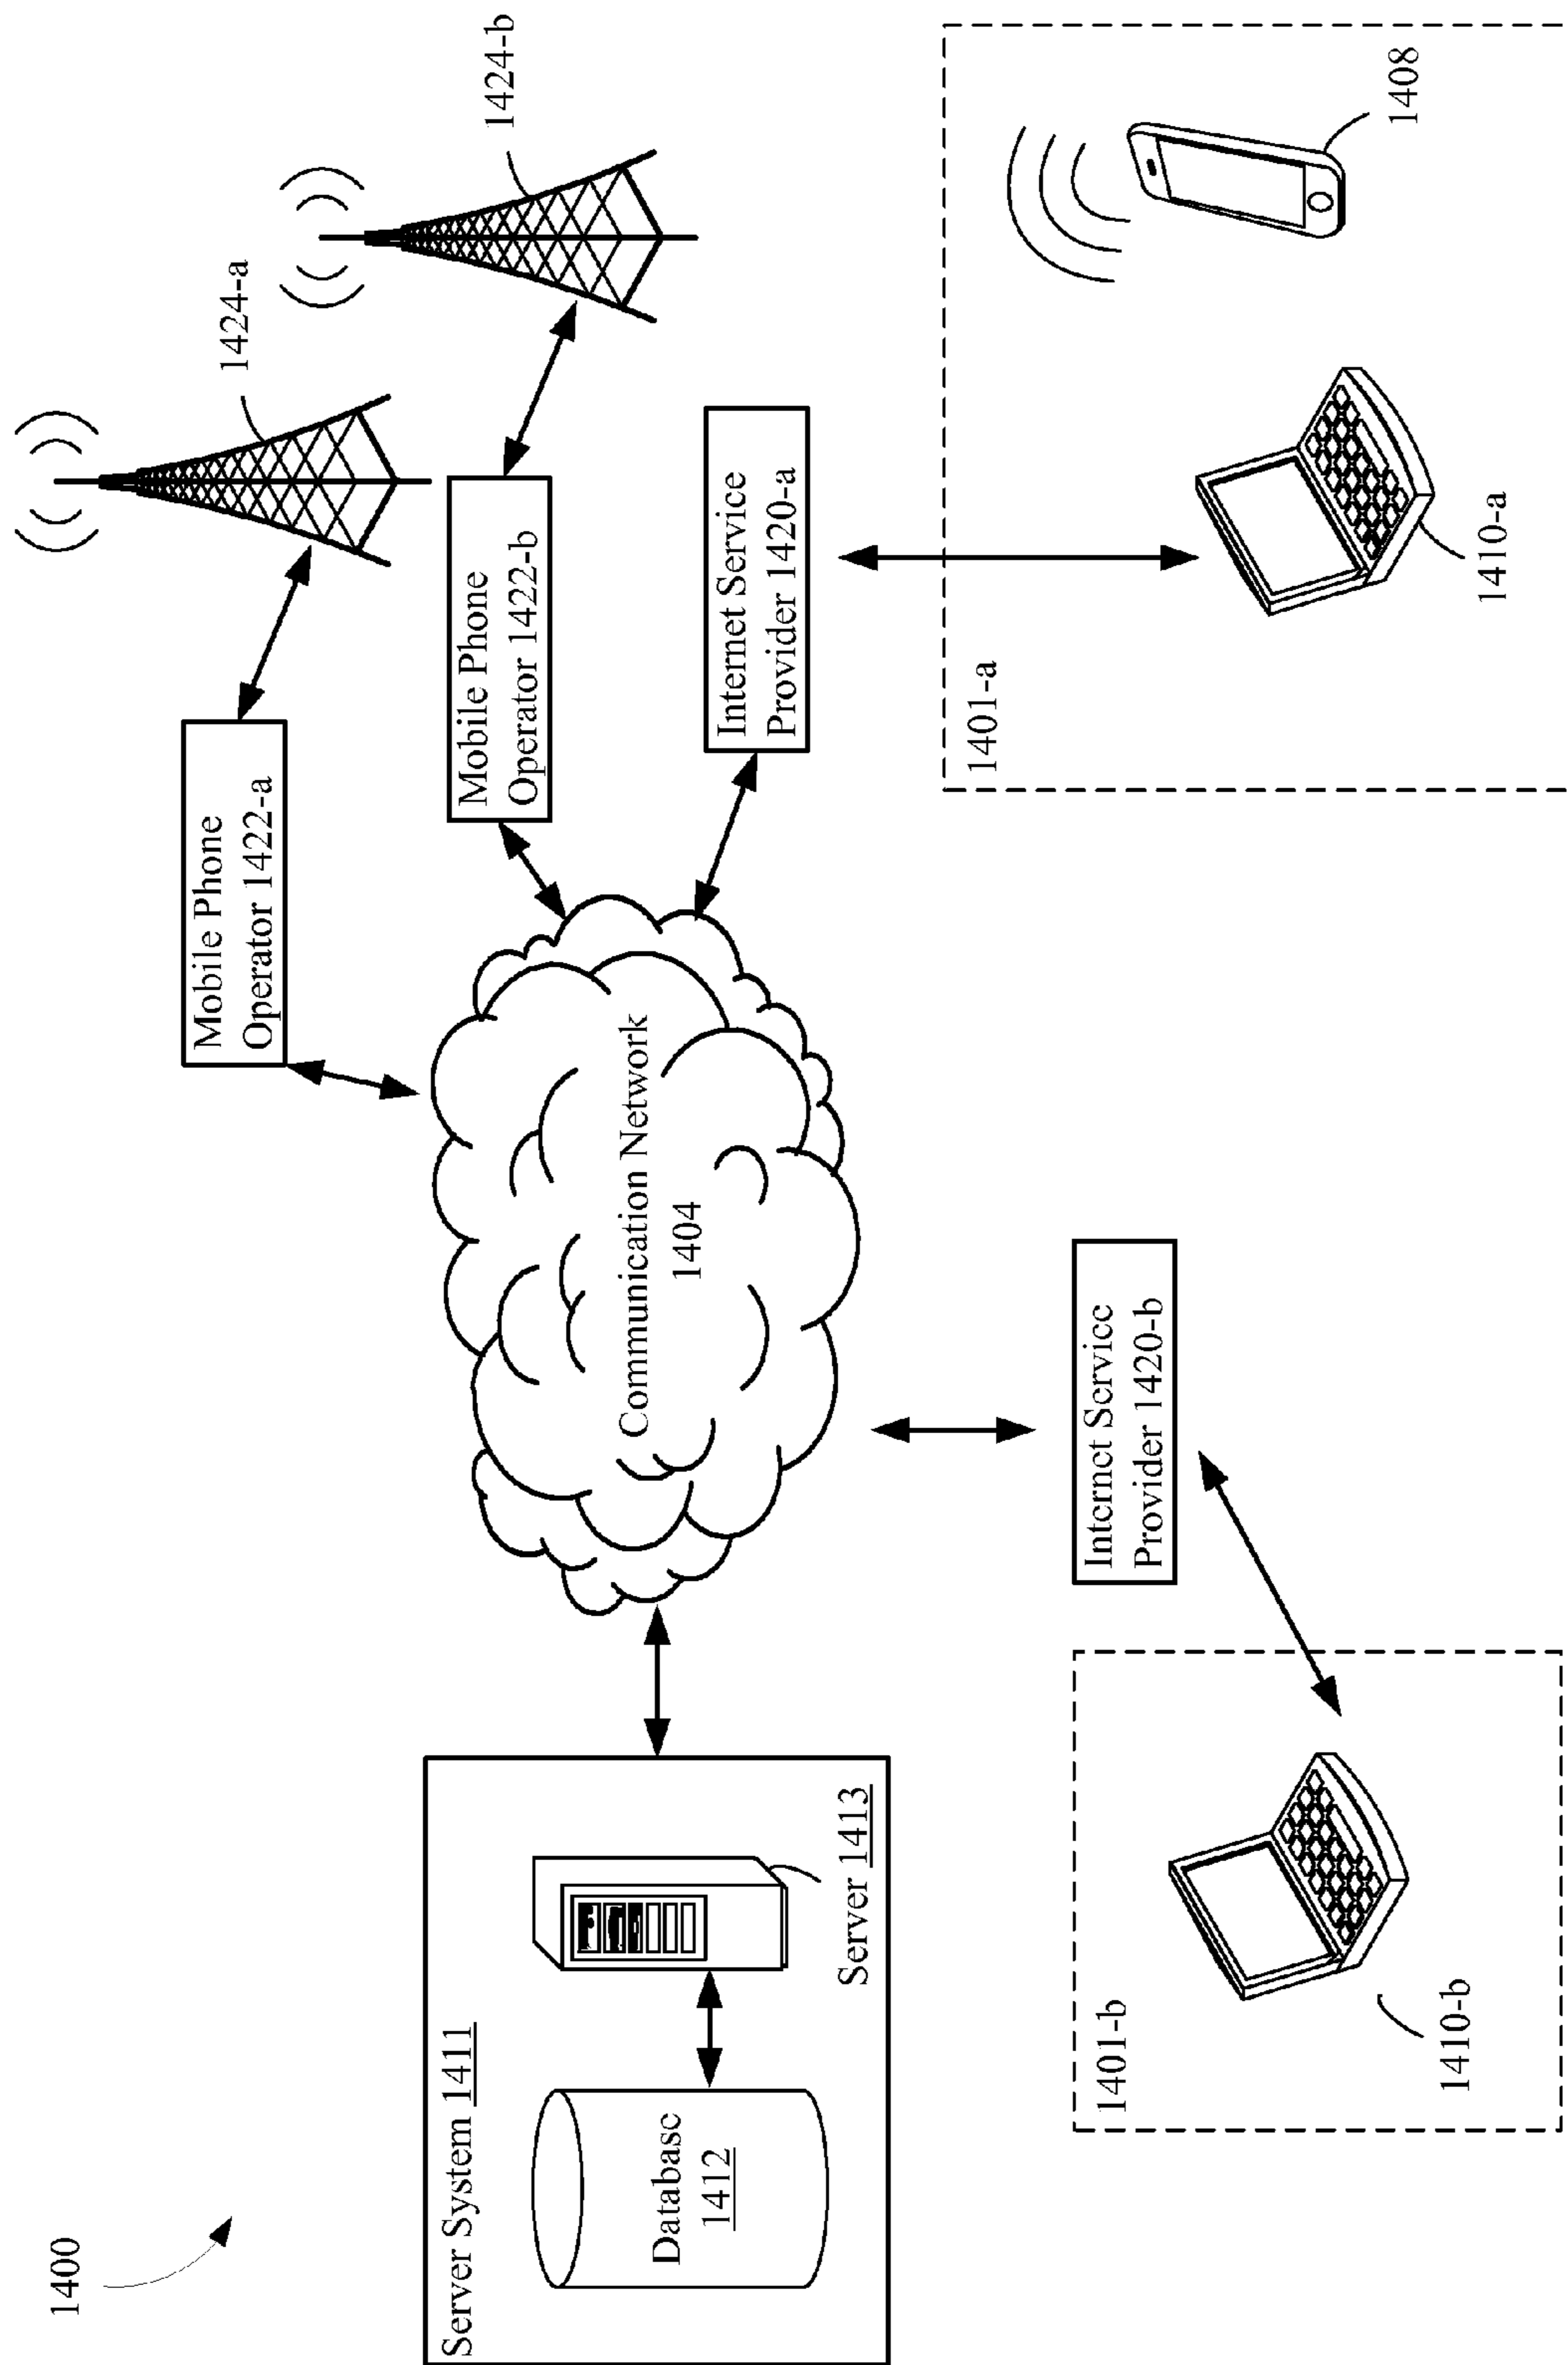 1400
Server System 1411
Database
1412
Server 1413
Communication Network
1404
Mobile Phone
Operator 1422-a
1424-a
Mobile Phone
Operator 1422-b
1424-b
Internet Service
Provider 1420-a
Internet Service
Provider 1420-b
1401-b
1410-b
1401-a
1410-a
1408